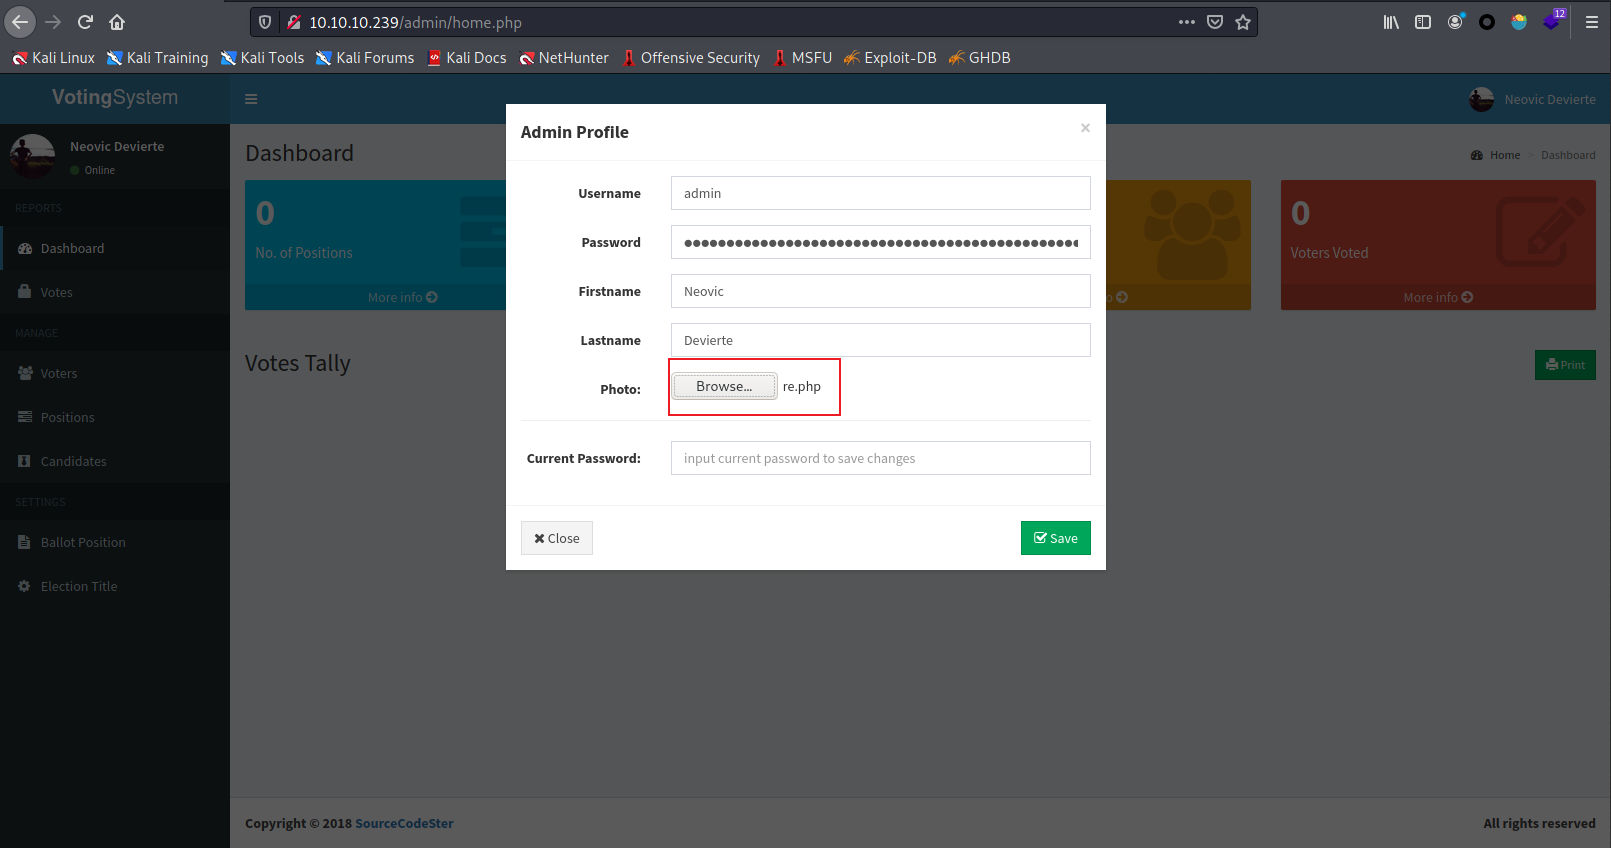 10.10.10.239/admin/home.php
12
Kali Linux Kali Training Kali Tools Kali Forums Kali Docs NetHunter Offensive Security MSFU Exploit-DB GHDB
VotingSystem
Neovic Devierte
Neovic Devierte
Online
REPORTS
Dashboard
Votes
MANAGE
Voters
Positions
Candidates
SETTINGS
Ballot Position
Election Title
Dashboard
Home > Dashboard
0
No. of Positions
More info
0
Voters Voted
More info
Votes Tally
Print
Admin Profile
×
Username admin
Password
Firstname Neovic
Lastname Devierte
Photo: Browse... re.php
Current Password: input current password to save changes
Close Save
Copyright © 2018 SourceCodeSter
All rights reserved